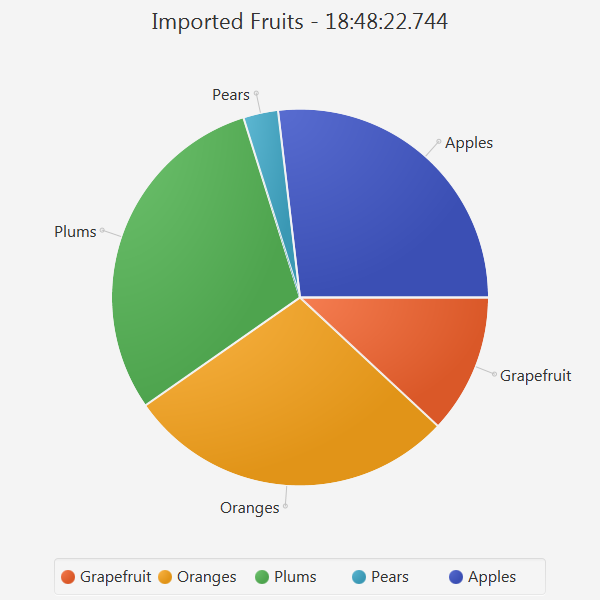 Imported Fruits - 18:48:22.744
Pears
Apples
Plums
Grapefruit
Oranges
Grapefruit Oranges Plums Pears Apples